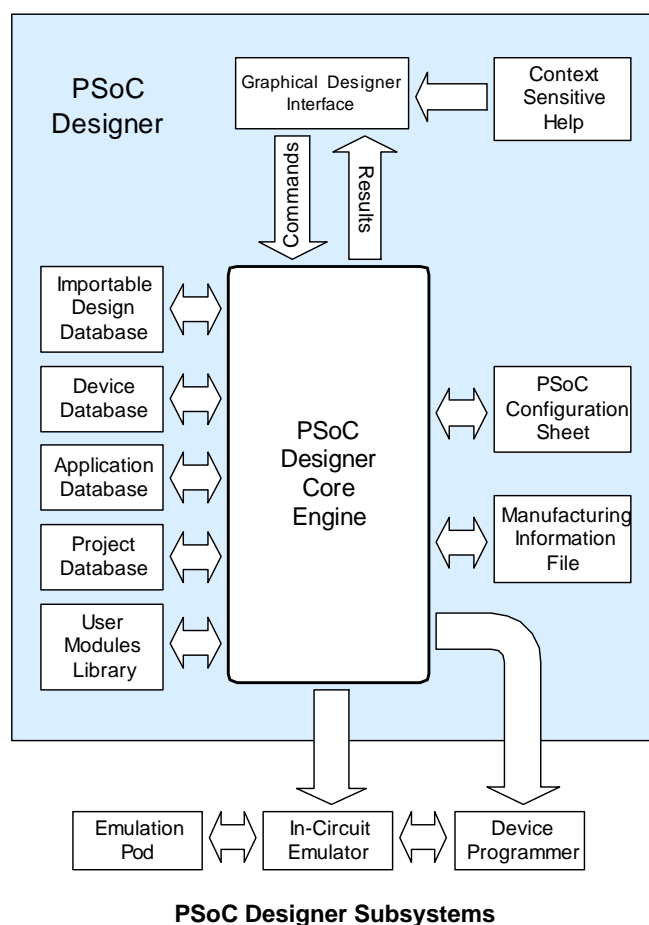 PSoC
Designer
Graphical Designer
Interface
Context
Sensitive
Help
Commands
Results
Importable
Design
Database
Device
Database
Application
Database
Project
Database
User
Modules
Library
PSoC
Designer
Core
Engine
PSoC
Configuration
Sheet
Manufacturing
Information
File
Emulation
Pod
In-Circuit
Emulator
Device
Programmer
PSoC Designer Subsystems